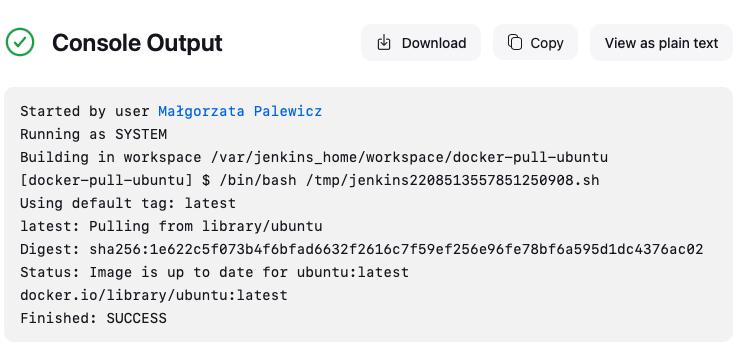 Console Output
Download
Copy
View as plain text
Started by user Małgorzata Palewicz
Running as SYSTEM
Building in workspace /var/jenkins_home/workspace/docker-pull-ubuntu
[docker-pull-ubuntu] $ /bin/bash /tmp/jenkins2208513557851250908.sh
Using default tag: latest
latest: Pulling from library/ubuntu
Digest: sha256:1e622c5f073b4f6bfad6632f2616c7f59ef256e96fe78bf6a595d1dc4376ac02
Status: Image is up to date for ubuntu:latest
docker.io/library/ubuntu:latest
Finished: SUCCESS